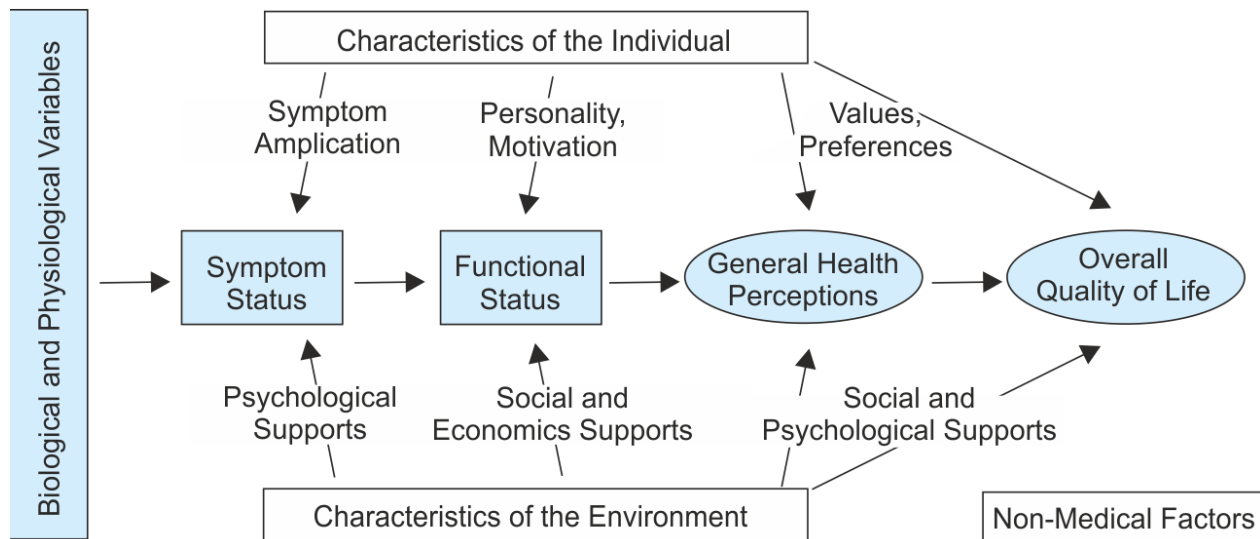 Biological and Physiological Variables
Characteristics of the Individual
Symptom
Amplication
Personality,
Motivation
Values,
Preferences
Symptom
Status
Functional
Status
General Health
Perceptions
Overall
Quality of Life
Psychological
Supports
Social and
Economics Supports
Social and
Psychological Supports
Characteristics of the Environment
Non-Medical Factors